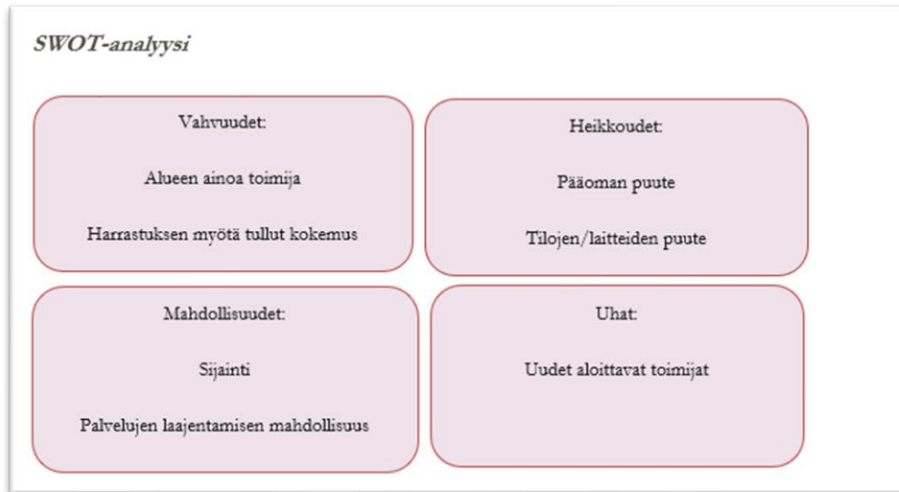 SWOT-analyysi
Vahvuudet:
Alueen ainoa toimija
Harrastuksen myötä tullut kokemus
Heikkoudet:
Pääoman puute
Tilojen/laitteiden puute
Mahdollisuudet:
Sijainti
Palvelujen laajentamisen mahdollisuus
Uhat:
Uudet aloittavat toimijat